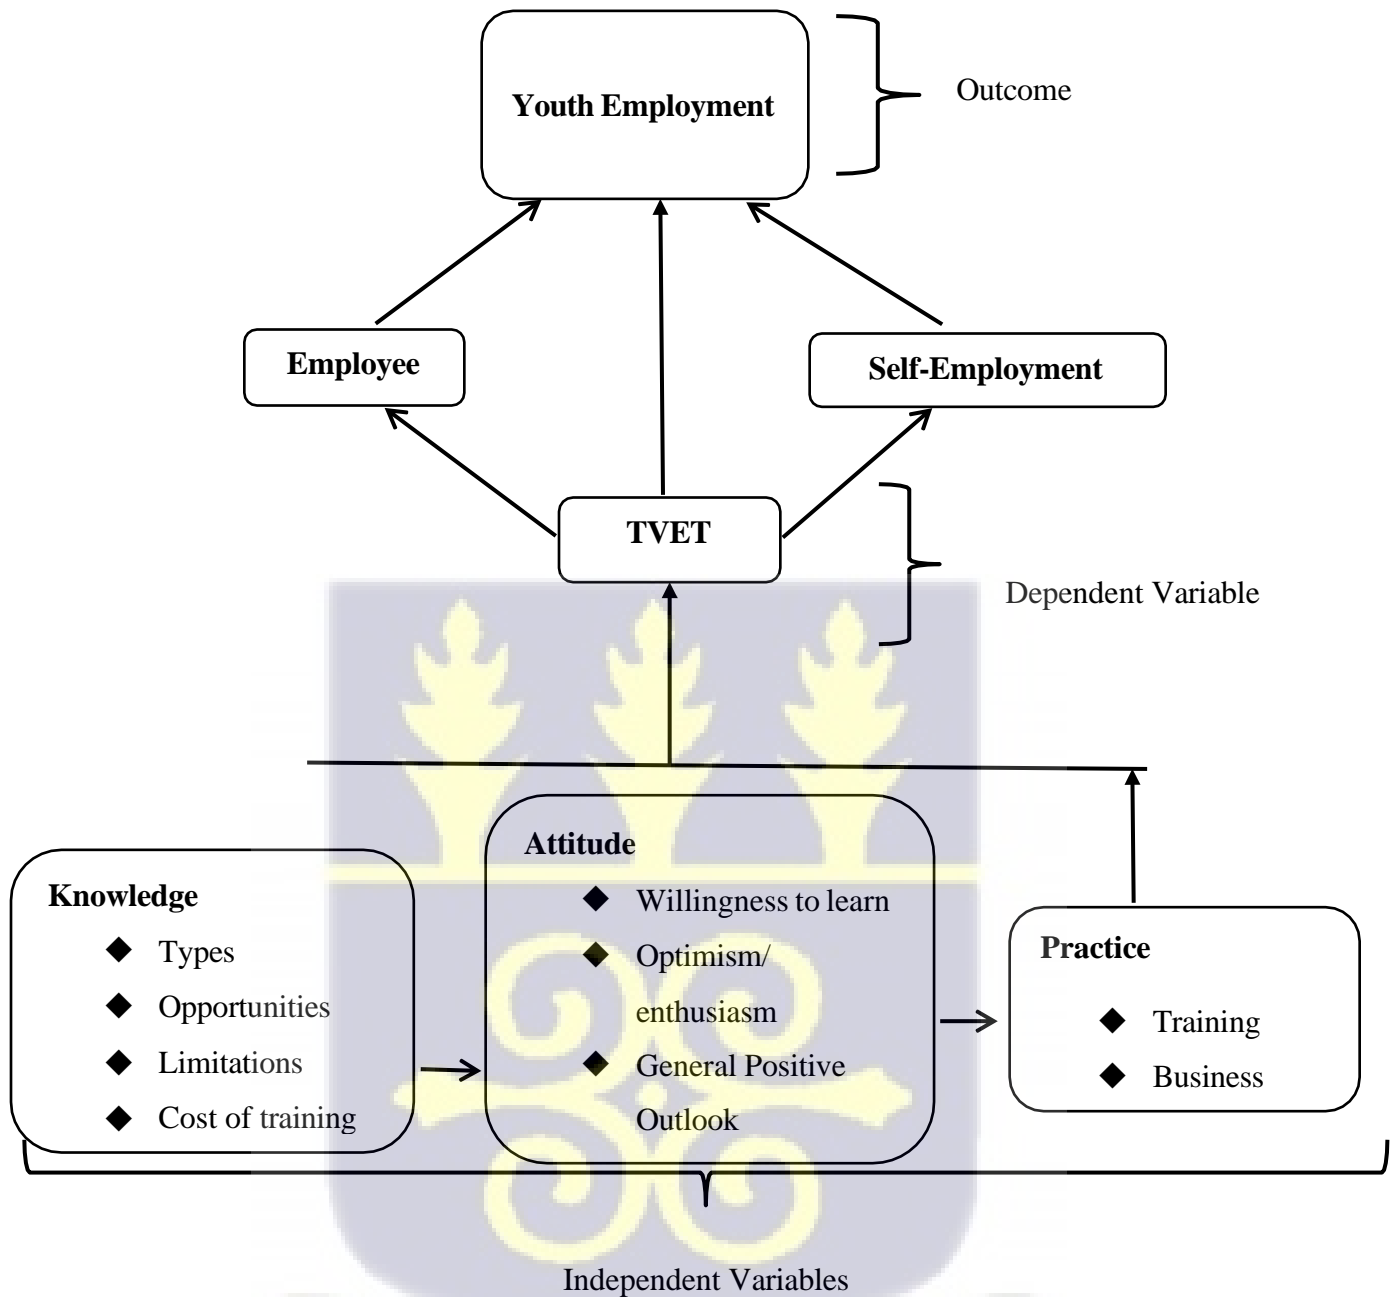 Youth Employment
Outcome
Employee
Self-Employment
TVET
Dependent Variable
Knowledge
Types
Opportunities
Limitations
Cost of training
Attitude
Willingness to learn
Optimism/
enthusiasm
General Positive
Outlook
Practice
Training
Business
Independent Variables